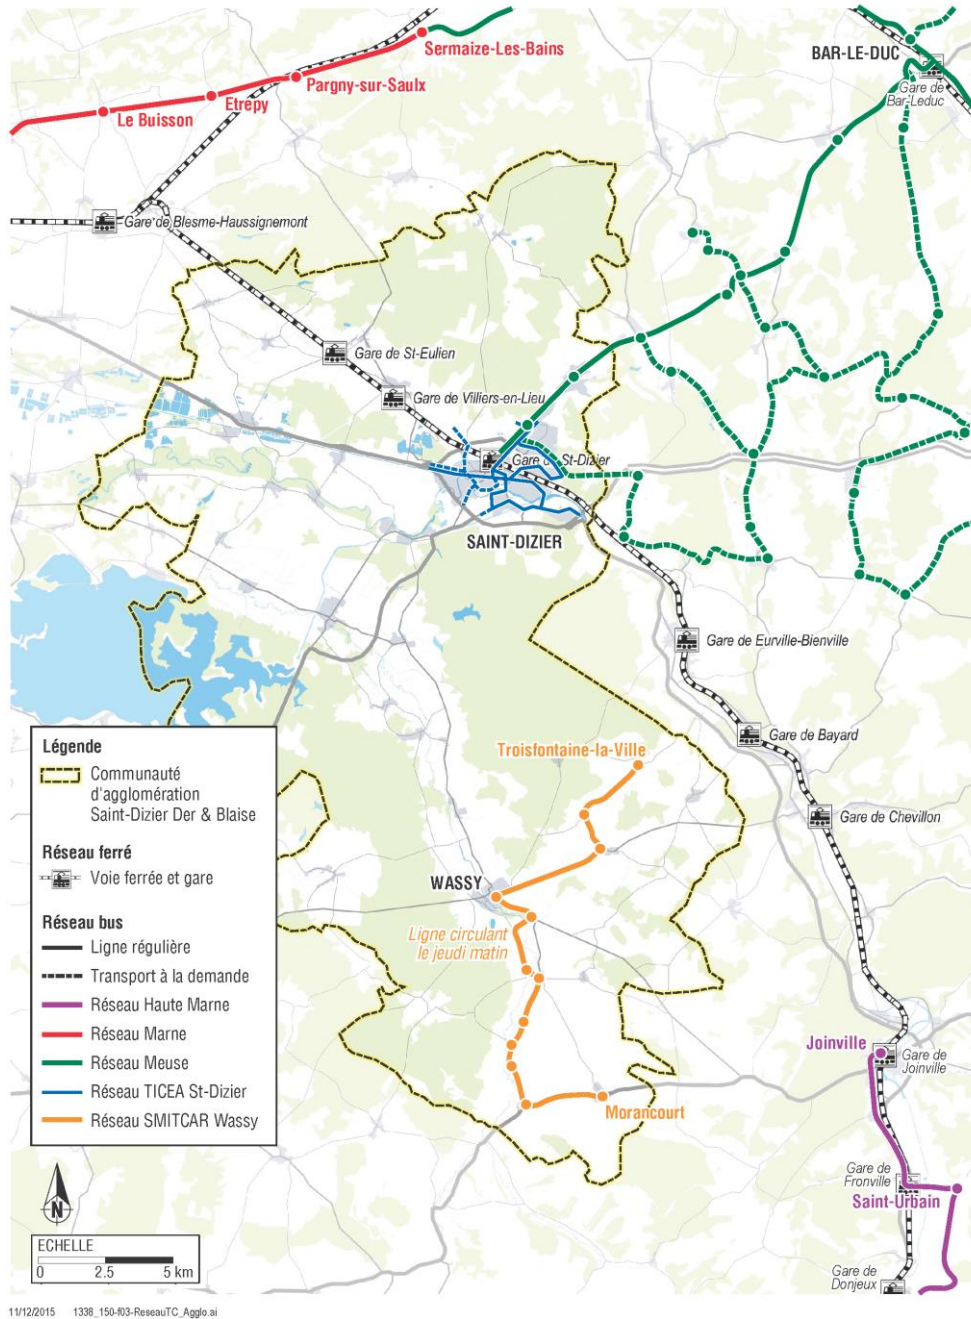 Sermaize-Les-Bains
BAR-LE-DUC
Pargny-sur-Saulx
Gare de
Bar-Leduc
Etrepy
Le Buisson
Gare de Blesme-Haussignemont
Gare de St-Eulien
Gare de Villiers-en-Lieu
Gare d St-Dizier
SAINT-DIZIER
Gare de Eurville-Bienville
Légende
Communauté
d'agglomération
Saint-Dizier Der & Blaise
Réseau ferré
Voie ferrée et gare
Réseau bus
Ligne régulière
Transport à la demande
Réseau Haute Marne
Réseau Marne
Réseau Meuse
Réseau TICEA St-Dizier
Réseau SMITCAR Wassy
Troisfontaine-la-Ville
Gare de Bayard
Gare de Chevillon
WASSY
Ligne circulant
le jeudi matin
Joinville
Gare de
Joinville
Morancourt
Gare de
Fronville
Saint-Urbain
Gare de
Donjeux
N
ECHELLE
0 2.5 5 km
11/12/2015 1338_150-f03-ReseauTC_Agglo.ai